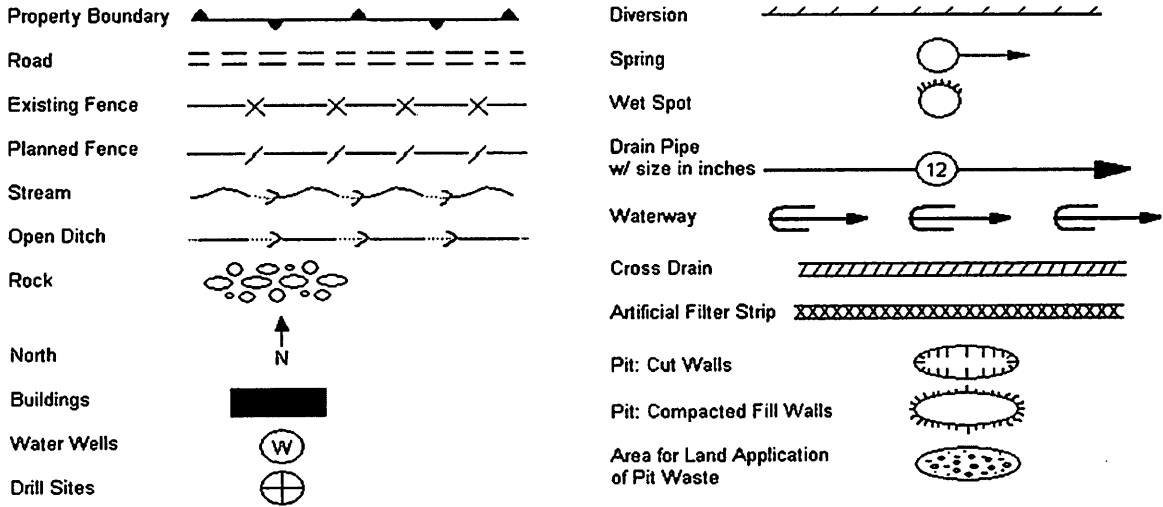 Property Boundary
Road
Existing Fence
Planned Fence
Stream
Open Ditch
Rock
North
N
Buildings
Water Wells
W
Drill Sites
Diversion
Spring
Wet Spot
Drain Pipe
w/ size in inches
12
Waterway
Cross Drain
Artificial Filter Strip
Pit: Cut Walls
Pit: Compacted Fill Walls
Area for Land Application
of Pit Waste